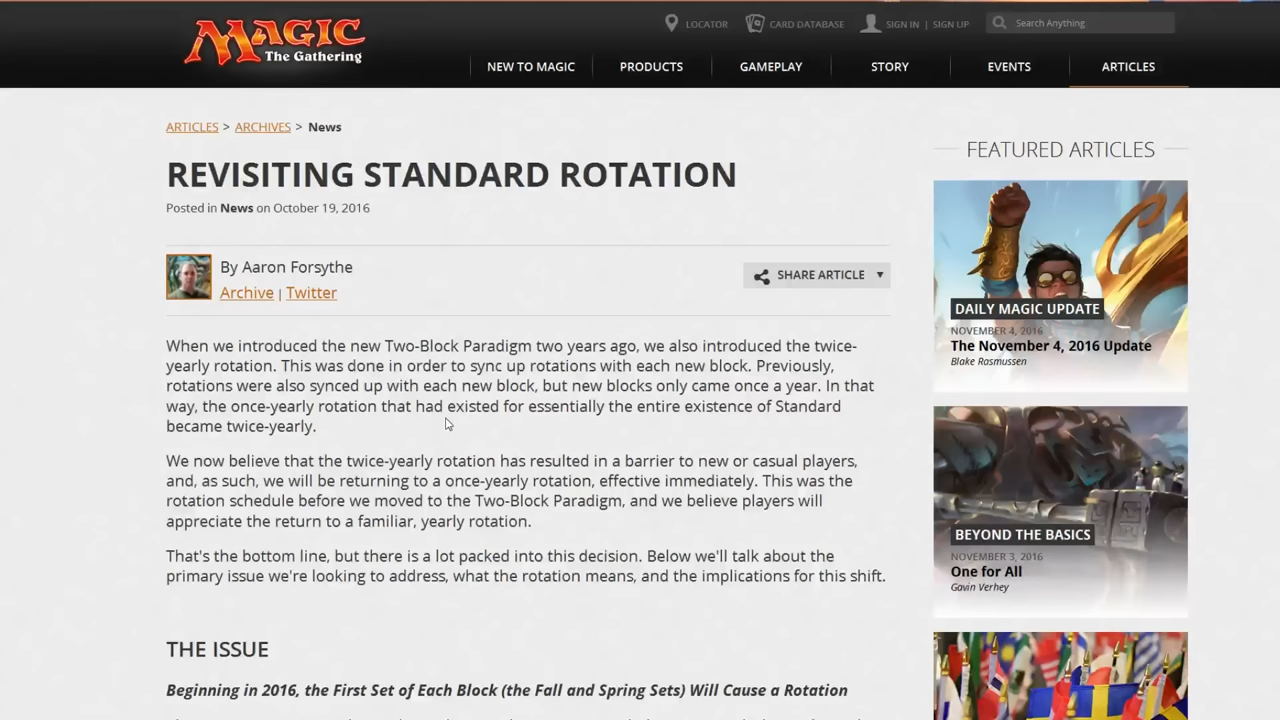 MAGIC
The Gathering
LOCATOR
CARD DATABASE
SIGN IN | SIGN UP
Search Anything
NEW TO MAGIC
PRODUCTS
GAMEPLAY
STORY
EVENTS
ARTICLES
ARTICLES > ARCHIVES > News
REVISITING STANDARD ROTATION
Posted in News on October 19, 2016
By Aaron Forsythe
Archive | Twitter
SHARE ARTICLE
When we introduced the new Two-Block Paradigm two years ago, we also introduced the twice-
yearly rotation. This was done in order to sync up rotations with each new block. Previously,
rotations were also synced up with each new block, but new blocks only came once a year. In that
way, the once-yearly rotation that had existed for essentially the entire existence of Standard
became twice-yearly.
We now believe that the twice-yearly rotation has resulted in a barrier to new or casual players,
and, as such, we will be returning to a once-yearly rotation, effective immediately. This was the
rotation schedule before we moved to the Two-Block Paradigm, and we believe players will
appreciate the return to a familiar, yearly rotation.
That's the bottom line, but there is a lot packed into this decision. Below we'll talk about the
primary issue we're looking to address, what the rotation means, and the implications for this shift.
THE ISSUE
Beginning in 2016, the First Set of Each Block (the Fall and Spring Sets) Will Cause a Rotation
FEATURED ARTICLES
DAILY MAGIC UPDATE
NOVEMBER 4, 2016
The November 4, 2016 Update
Blake Rasmussen
BEYOND THE BASICS
NOVEMBER 3, 2016
One for All
Gavin Verhey